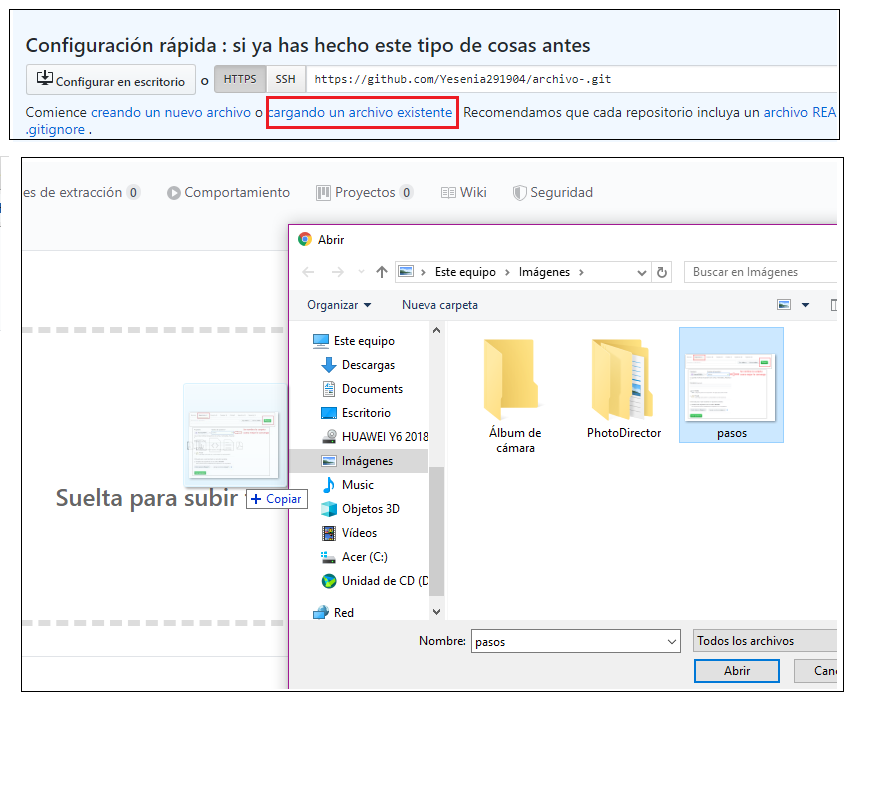 Configuración rápida : si ya has hecho este tipo de cosas antes
Configurar en escritorio o HTTPS SSH https://github.com/Yesenia291904/archivo-.git
Comience creando un nuevo archivo o cargando un archivo existente Recomendamos que cada repositorio incluya un archivo REA
.gitignore .
es de extracción 0 Comportamiento Proyectos 0 Wiki Seguridad
Abrir
Este equipo > Imágenes > Buscar en Imágenes
Organizar Nueva carpeta
Este equipo
Descargas
Documents
Escritorio
HUAWEI Y6 2018
Imágenes
Music
Objetos 3D
Vídeos
Acer (C:)
Unidad de CD (D
Red
Álbum de
cámara
PhotoDirector
pasos
Suelta para subir
+ Copiar
Nombre: pasos Todos los archivos
Abrir Canc